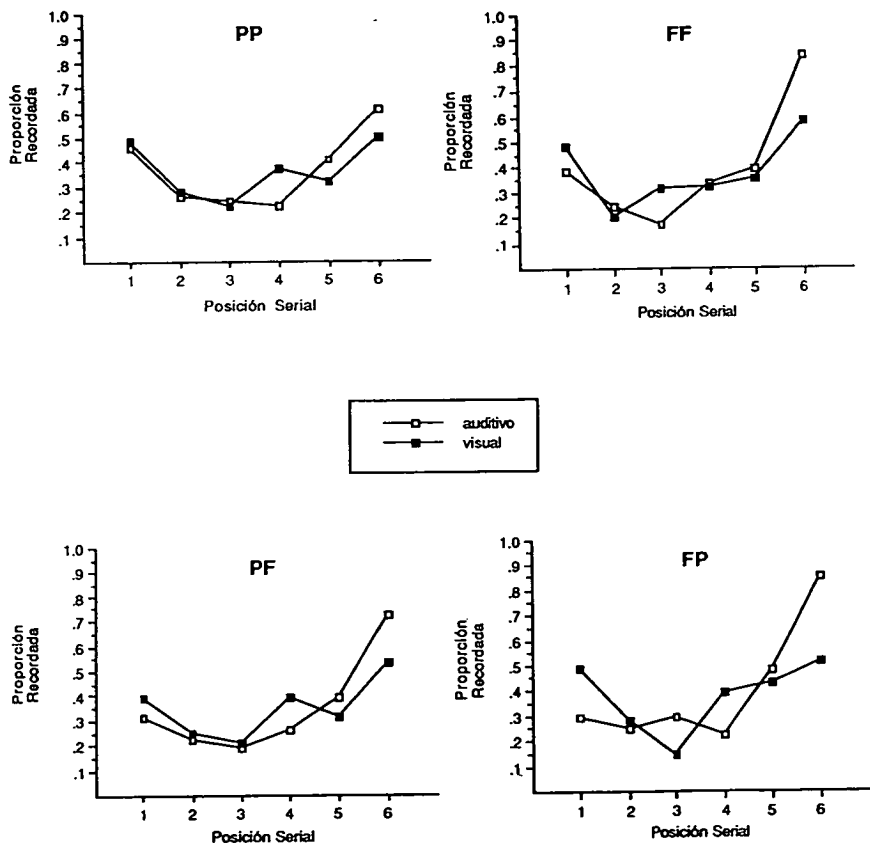 PP
1.0
.9
.8
.7
.6
.5
.4
.3
.2
.1
Proporción
Recordada
1 2 3 4 5 6
Posición Serial
FF
1.0
.9
.8
.7
.6
.5
.4
.3
.2
.1
Proporción
Recordada
1 2 3 4 5 6
Posición Serial
auditivo
visual
PF
1.0
.9
.8
.7
.6
.5
.4
.3
.2
.1
Proporción
Recordada
1 2 3 4 5 6
Posición Serial
FP
1.0
.9
.8
.7
.6
.5
.4
.3
.2
.1
Proporción
Recordada
1 2 3 4 5 6
Posición Serial